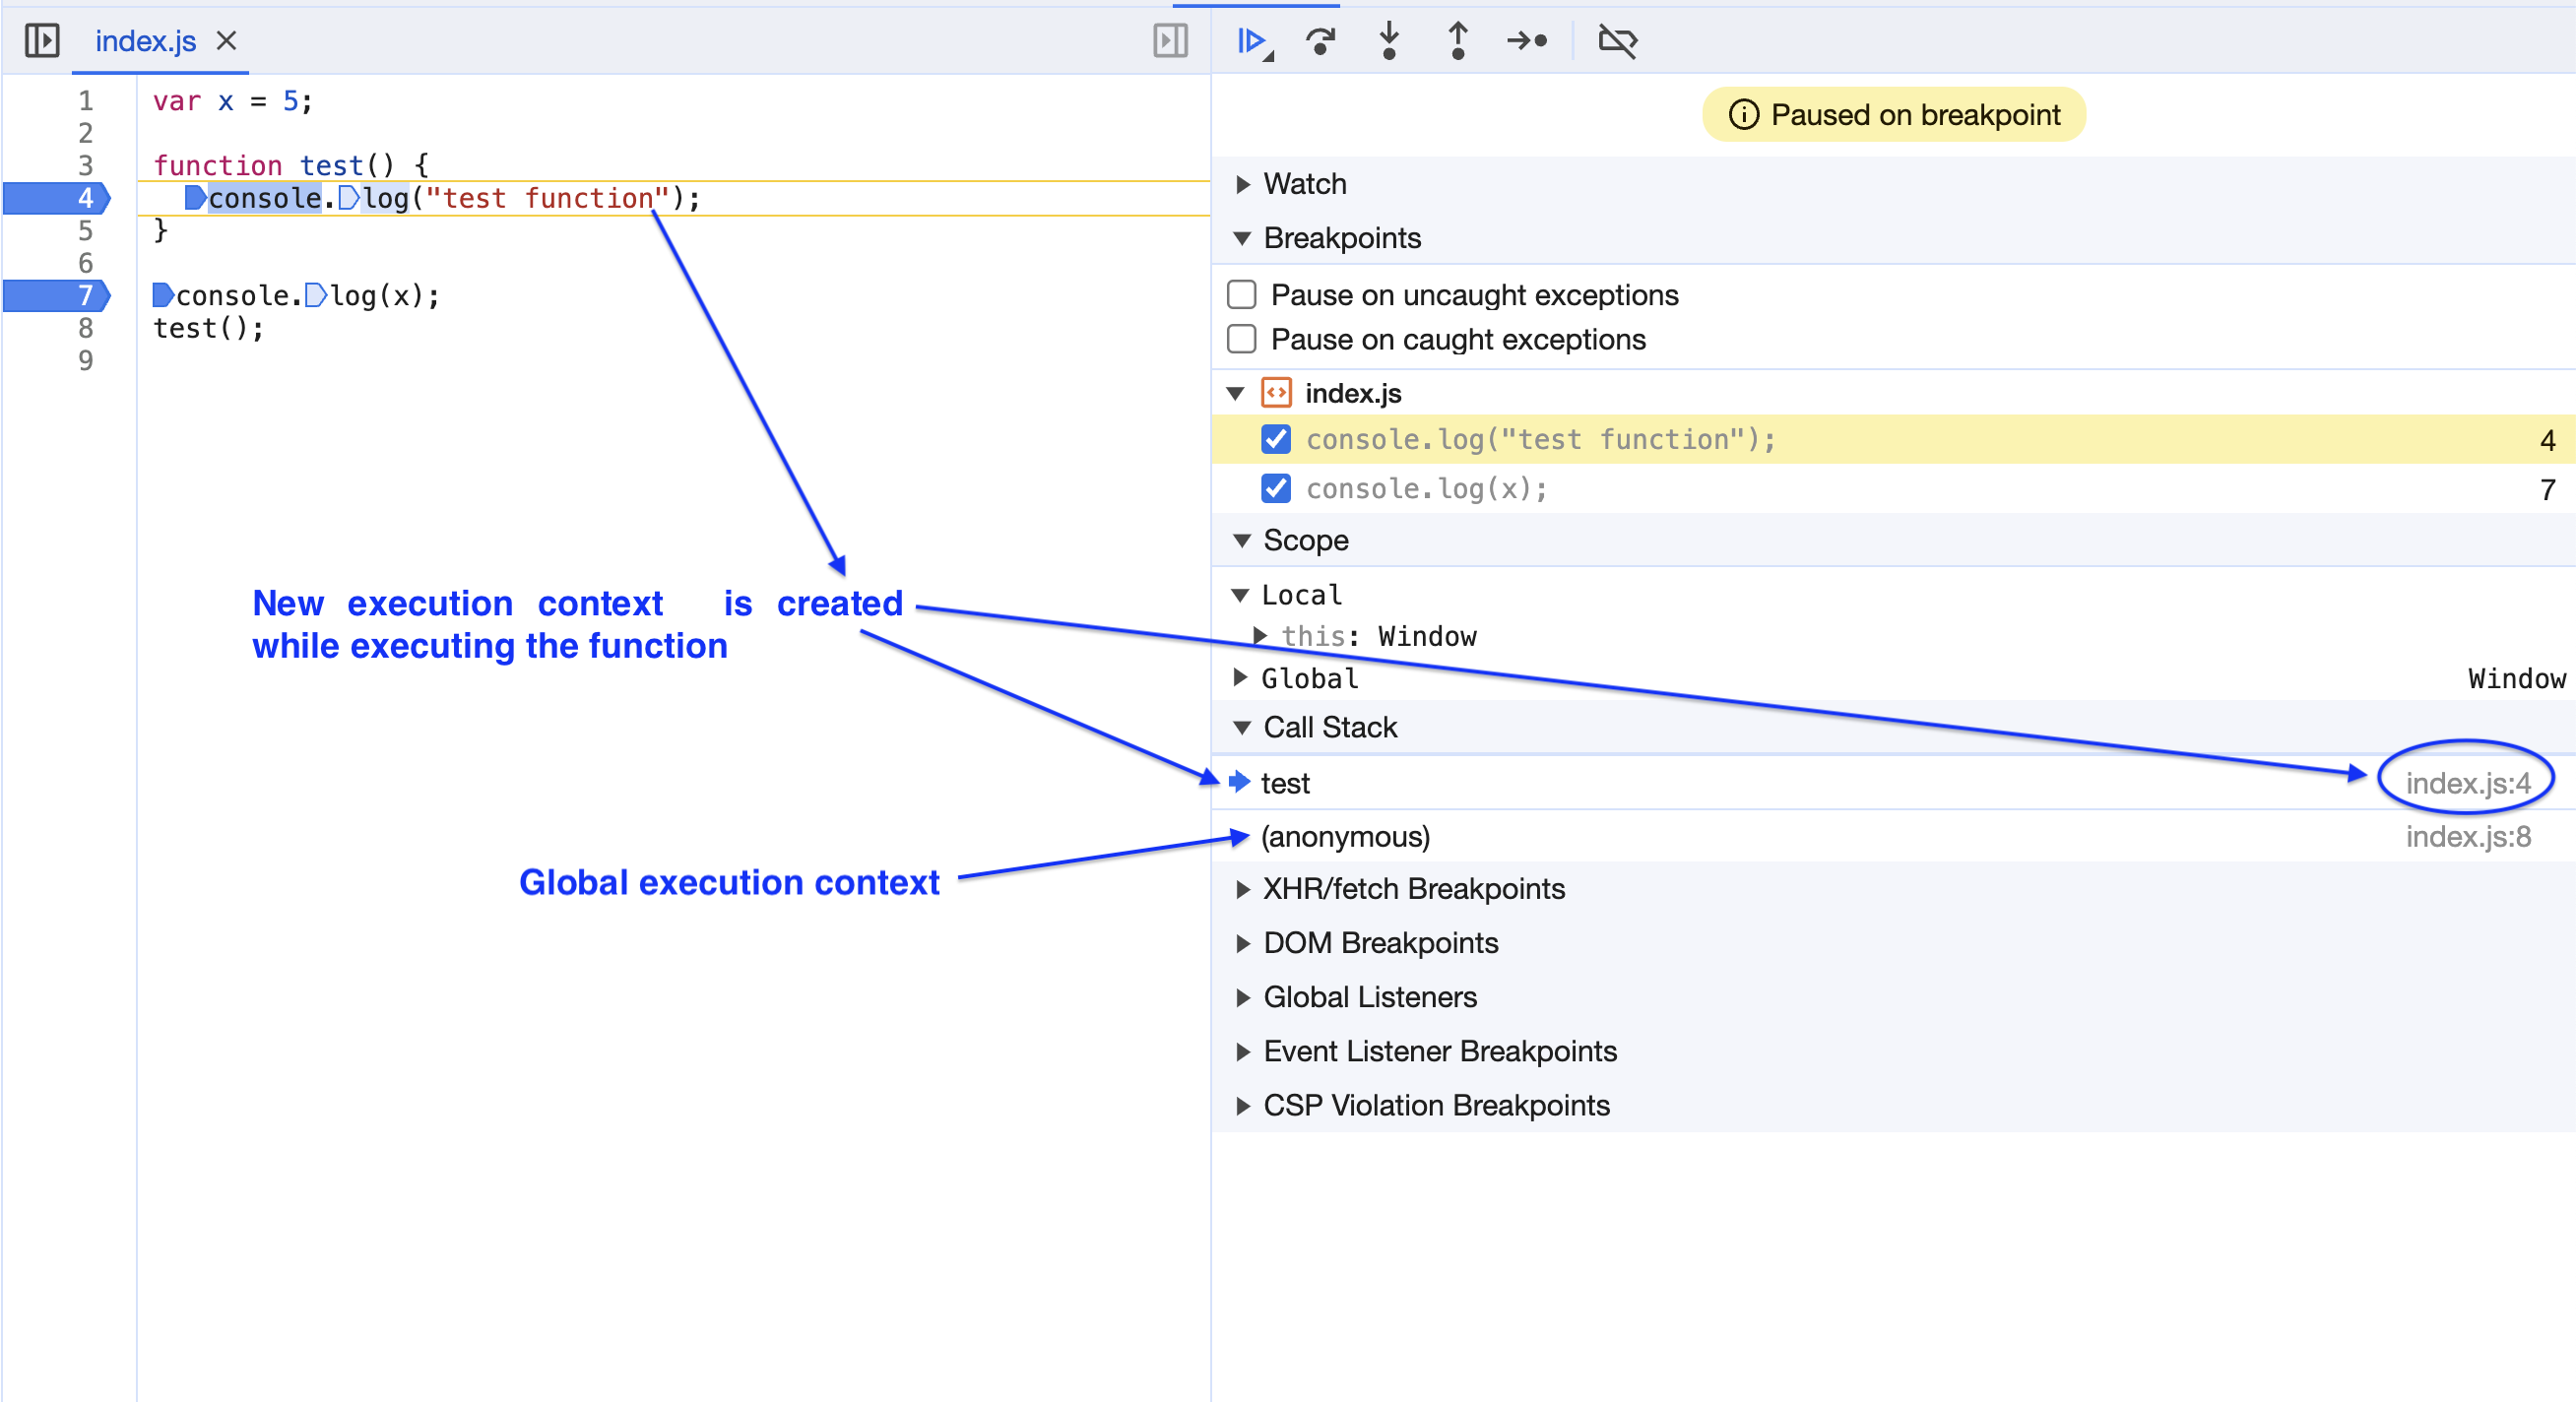 index.js
1 var x = 5;
2
3 function test() {
4 console.log("test function");
5 }
6
7 console.log(x);
8 test();
9
New execution context is created
while executing the function
Global execution context
Paused on breakpoint
Watch
Breakpoints
Pause on uncaught exceptions
Pause on caught exceptions
index.js
console.log("test function"); 4
console.log(x); 7
Scope
Local
this: Window
Global Window
Call Stack
test index.js:4
(anonymous) index.js:8
XHR/fetch Breakpoints
DOM Breakpoints
Global Listeners
Event Listener Breakpoints
CSP Violation Breakpoints